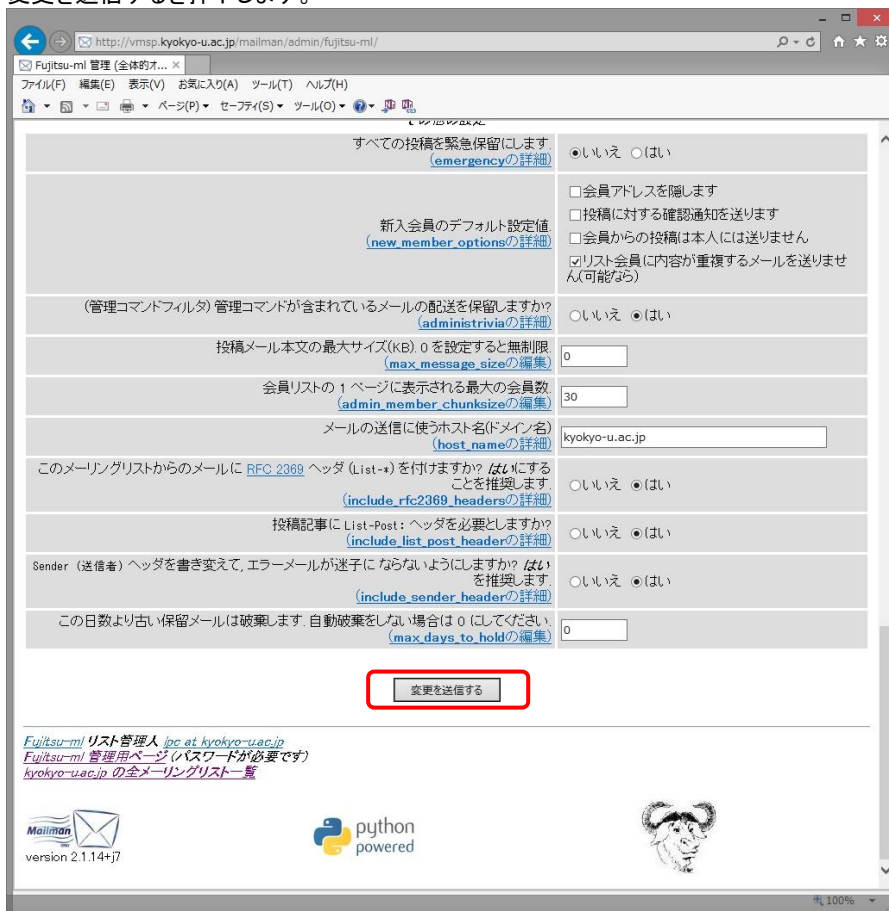 変更を送信するを押下します。
http://vmsp.kyokyo-u.ac.jp/mailman/admin/fujitsu-ml/
Fujitsu-ml 管理 (全体的オ... ×
ファイル(F) 編集(E) 表示(V) お気に入り(A) ツール(T) ヘルプ(H)
ページ(P) セーフティ(S) ツール(O)
その他の設定
すべての投稿を緊急保留にします.
(emergencyの詳細)
いいえ はい
新入会員のデフォルト設定値.
(new_member_optionsの詳細)
会員アドレスを隠します
投稿に対する確認通知を送ります
会員からの投稿は本人には送りません
リスト会員に内容が重複するメールを送りませ
ん(可能なら)
(管理コマンドフィルタ) 管理コマンドが含まれているメールの配送を保留しますか?
(administriviaの詳細)
いいえ はい
投稿メール本文の最大サイズ(KB). 0 を設定すると無制限.
(max_message_sizeの編集)
0
会員リストの 1 ページに表示される最大の会員数.
(admin_member_chunksizeの編集)
30
メールの送信に使うホスト名(ドメイン名)
(host_nameの詳細)
kyokyo-u.ac.jp
このメーリングリストからのメールに RFC 2369 ヘッダ (List-*) を付けますか? はいにする
ことを推奨します.
(include_rfc2369_headersの詳細)
いいえ はい
投稿記事に List-Post: ヘッダを必要としますか?
(include_list_post_headerの詳細)
いいえ はい
Sender (送信者) ヘッダを書き変えて, エラーメールが迷子に ならないようにしますか? はい
を推奨します.
(include_sender_headerの詳細)
いいえ はい
この日数より古い保留メールは破棄します. 自動破棄をしない場合は 0 にしてください.
(max_days_to_holdの編集)
0
変更を送信する
Fujitsu-ml リスト管理人 ipc at kyokyo-u.ac.jp
Fujitsu-ml 管理用ページ (パスワードが必要です)
kyokyo-u.ac.jp の全メーリングリスト一覧
Mailman
version 2.1.14+j7
python
powered
100%